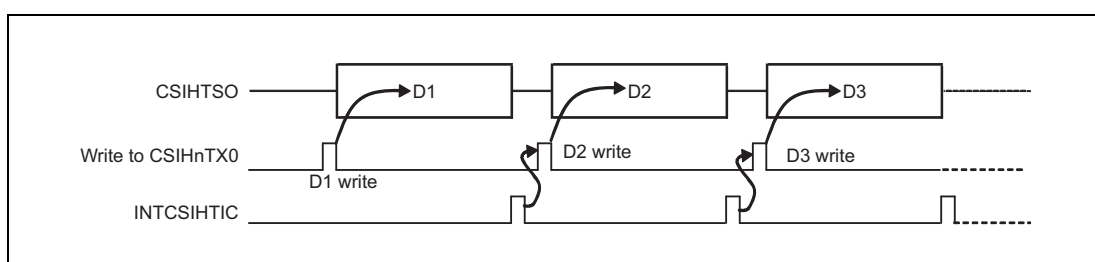 CSIHTSO
D1
D2
D3
Write to CSIHnTX0
D1 write
D2 write
D3 write
INTCSIHTIC